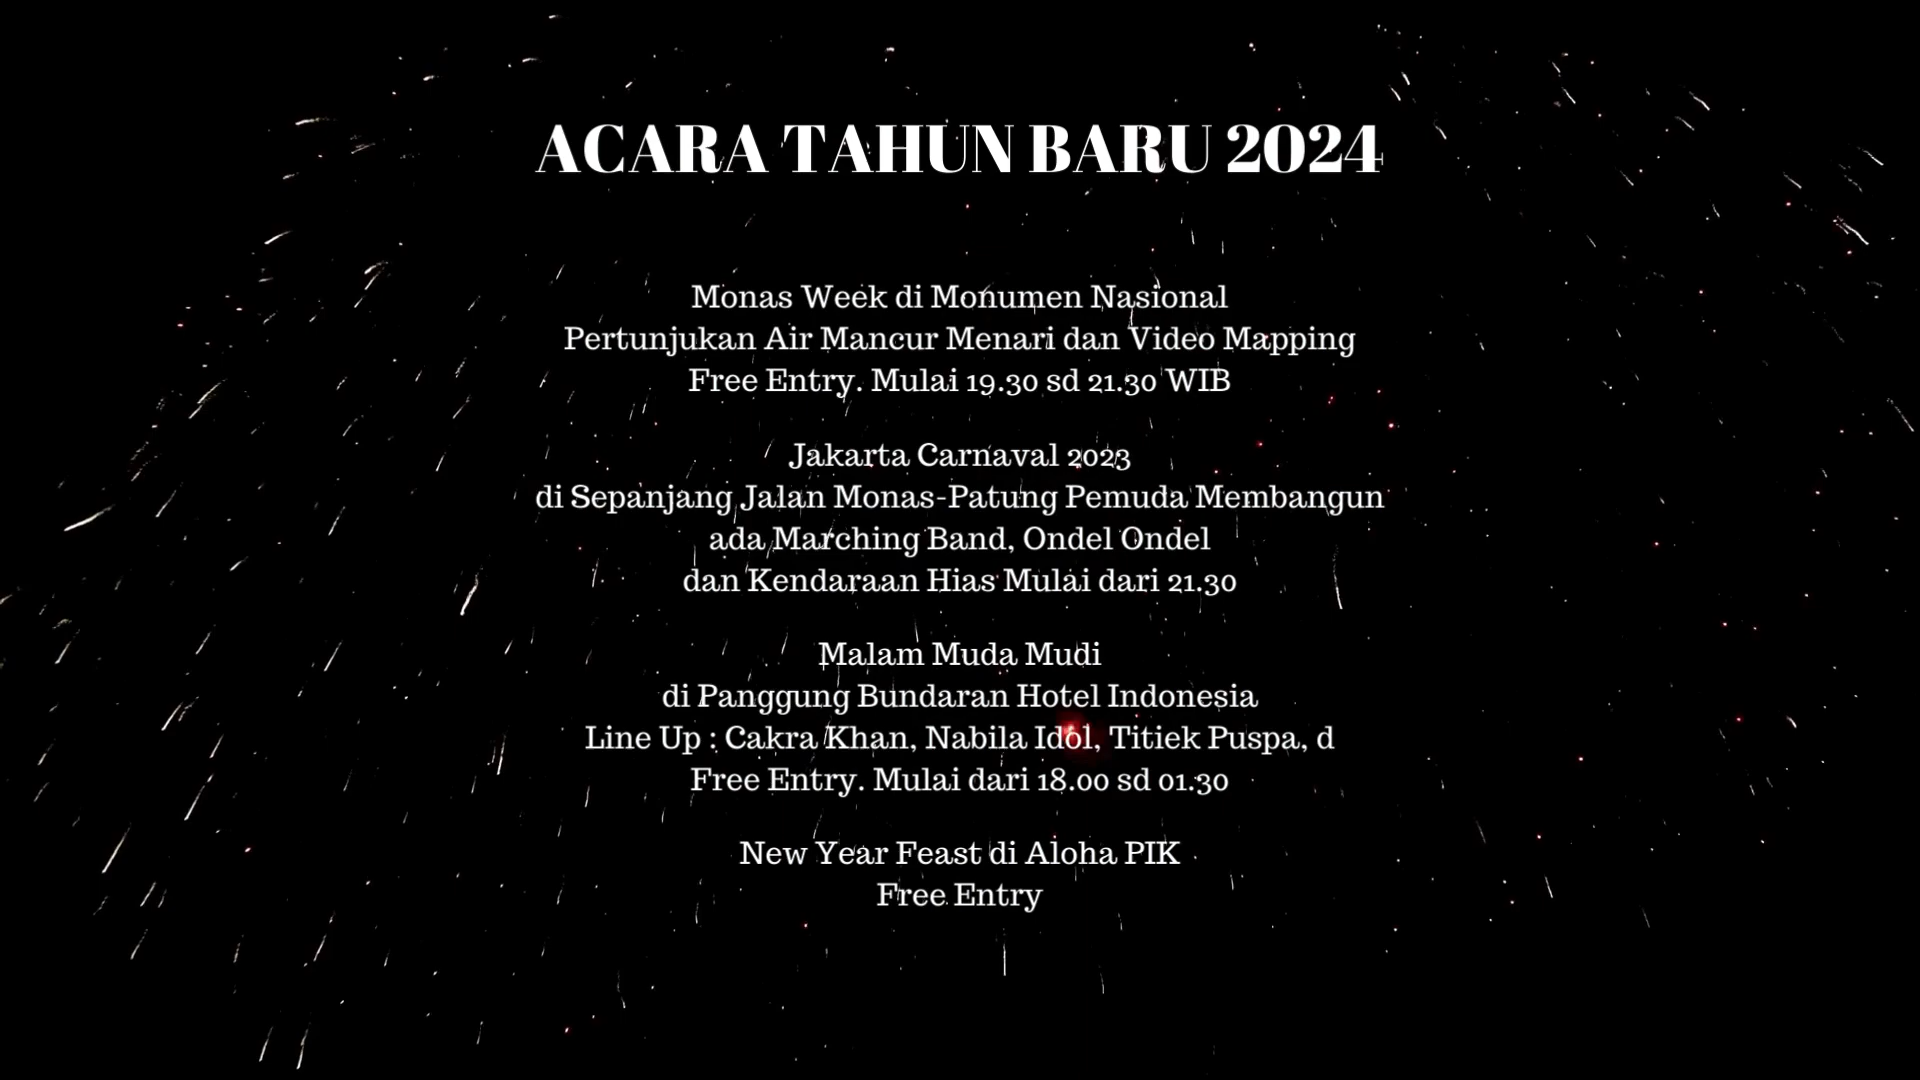 ACARA TAHUN BARU 2024
Monas Week di Monumen Nasional
Pertunjukan Air Mancur Menari dan Video Mapping
Free Entry. Mulai 19.30 sd 21.30 WIB
Jakarta Carnaval 2023
di Sepanjang Jalan Monas-Patung Pemuda Membangun
ada Marching Band, Ondel Ondel
dan Kendaraan Hias Mulai dari 21.30
Malam Muda Mudi
di Panggung Bundaran Hotel Indonesia
Line Up : Cakra Khan, Nabila Idol, Titiek Puspa, d
Free Entry. Mulai dari 18.00 sd 01.30
New Year Feast di Aloha PIK
Free Entry